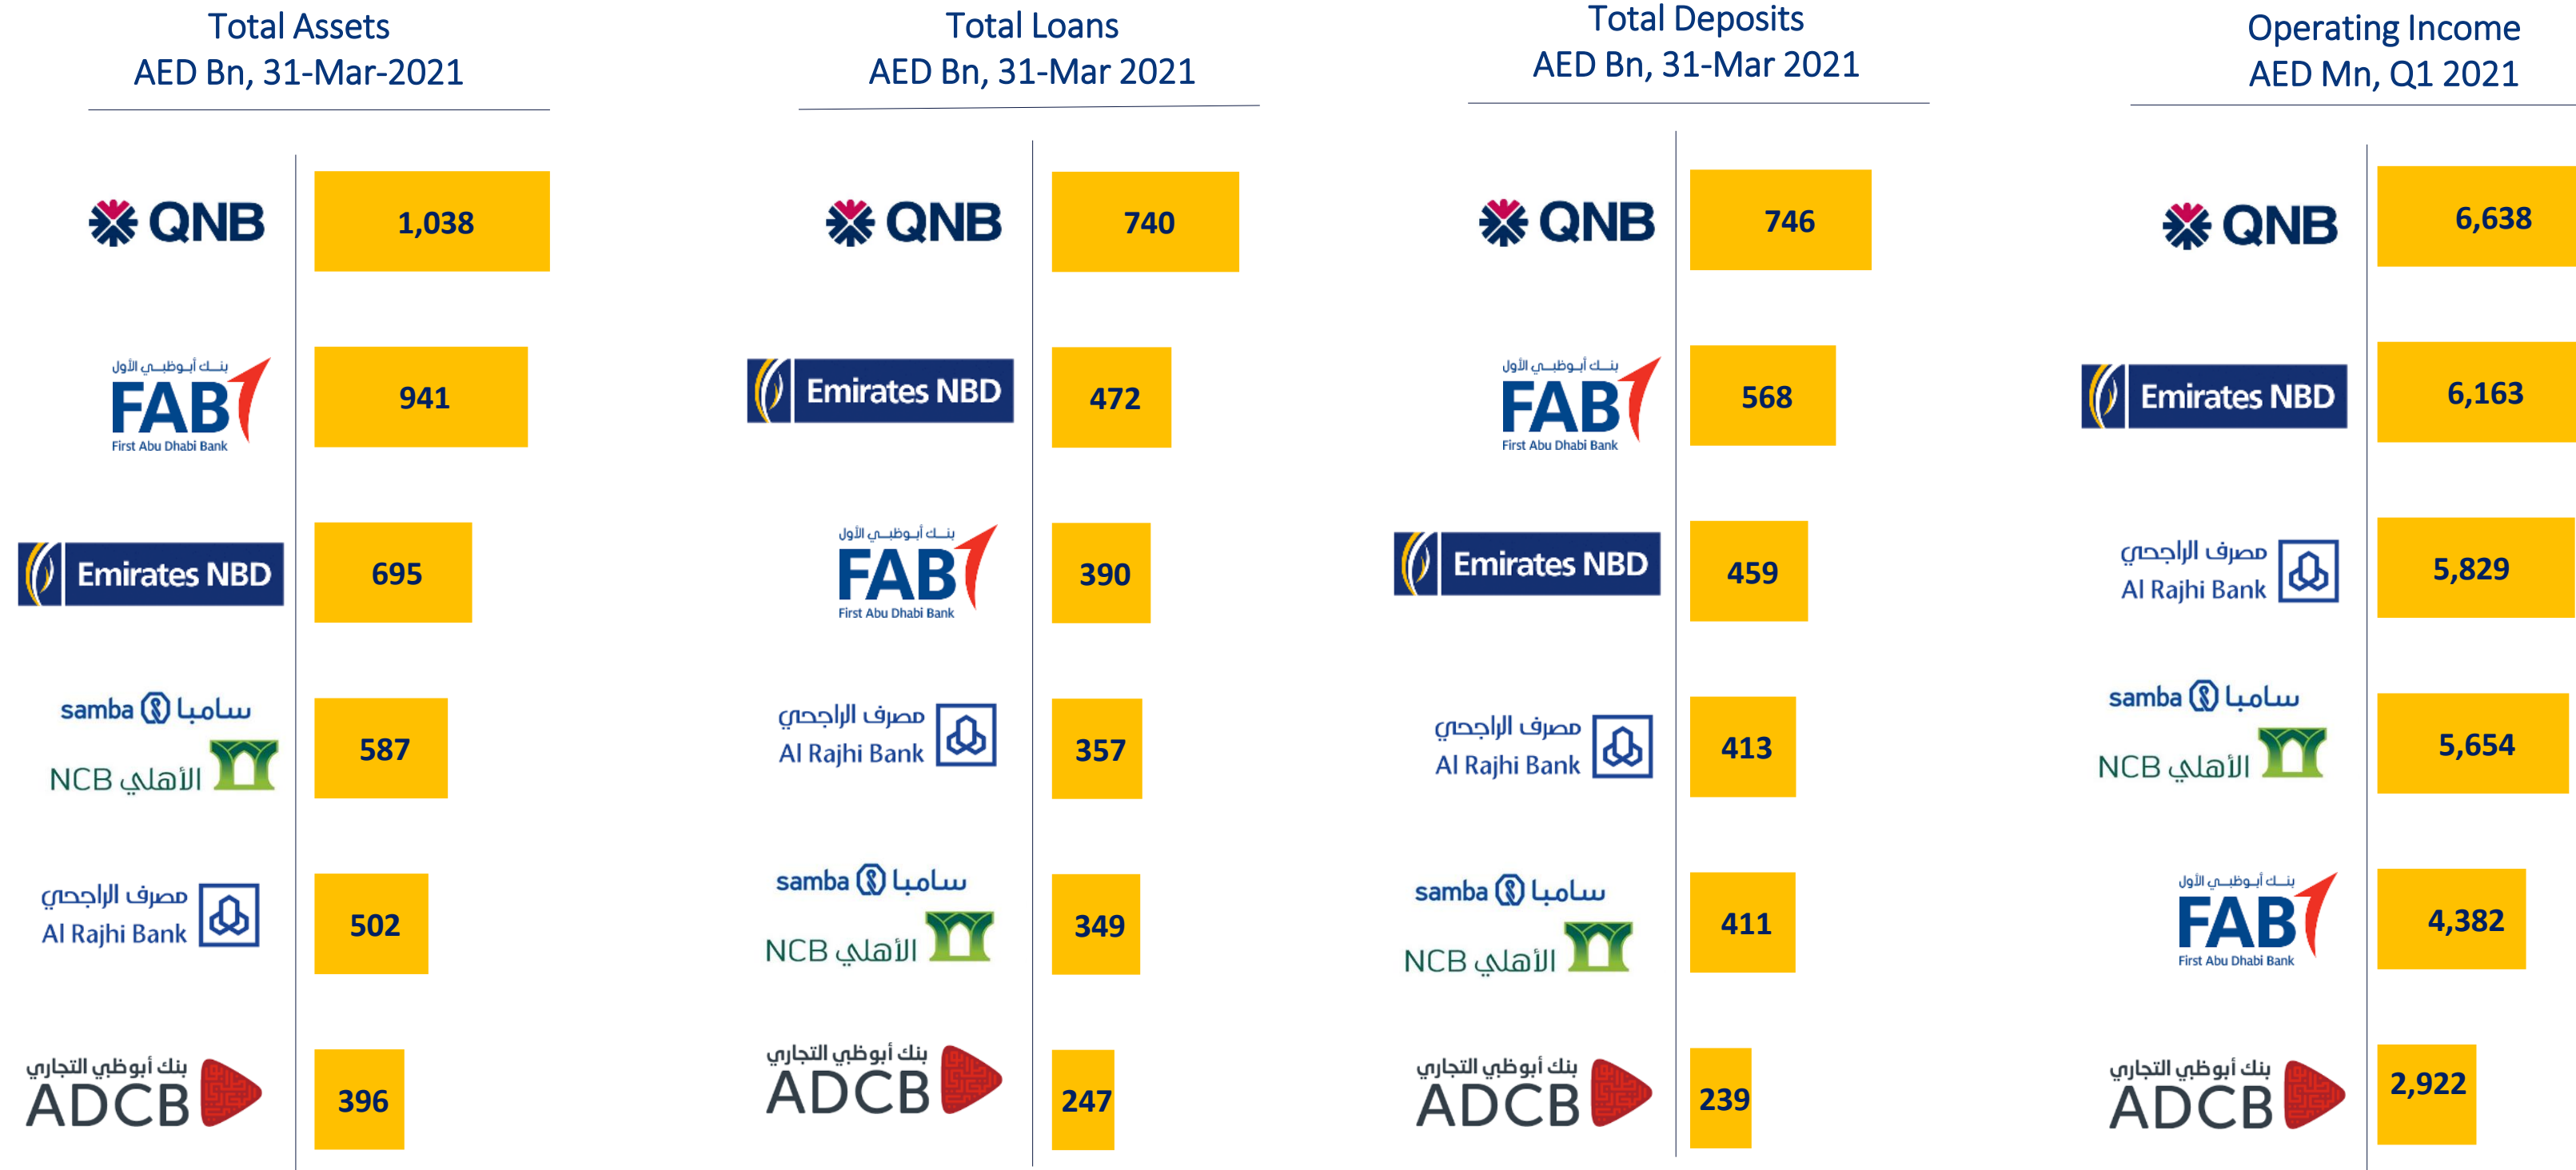 Total Assets
AED Bn, 31-Mar-2021
QNB
1,038
بنك أبوظبي الأول
FAB
First Abu Dhabi Bank
941
Emirates NBD
695
samba سامبا
NCB الأهلي
587
مصرف الراجحي
Al Rajhi Bank
502
بنك أبوظبي التجاري
ADCB
396
Total Loans
AED Bn, 31-Mar 2021
QNB
740
Emirates NBD
472
بنك أبوظبي الأول
FAB
First Abu Dhabi Bank
390
مصرف الراجحي
Al Rajhi Bank
357
samba سامبا
NCB الأهلي
349
بنك أبوظبي التجاري
ADCB
247
Total Deposits
AED Bn, 31-Mar 2021
QNB
746
بنك أبوظبي الأول
FAB
First Abu Dhabi Bank
568
Emirates NBD
459
مصرف الراجحي
Al Rajhi Bank
413
samba سامبا
NCB الأهلي
411
بنك أبوظبي التجاري
ADCB
239
Operating Income
AED Mn, Q1 2021
QNB
6,638
Emirates NBD
6,163
مصرف الراجحي
Al Rajhi Bank
5,829
samba سامبا
NCB الأهلي
5,654
بنك أبوظبي الأول
FAB
First Abu Dhabi Bank
4,382
بنك أبوظبي التجاري
ADCB
2,922